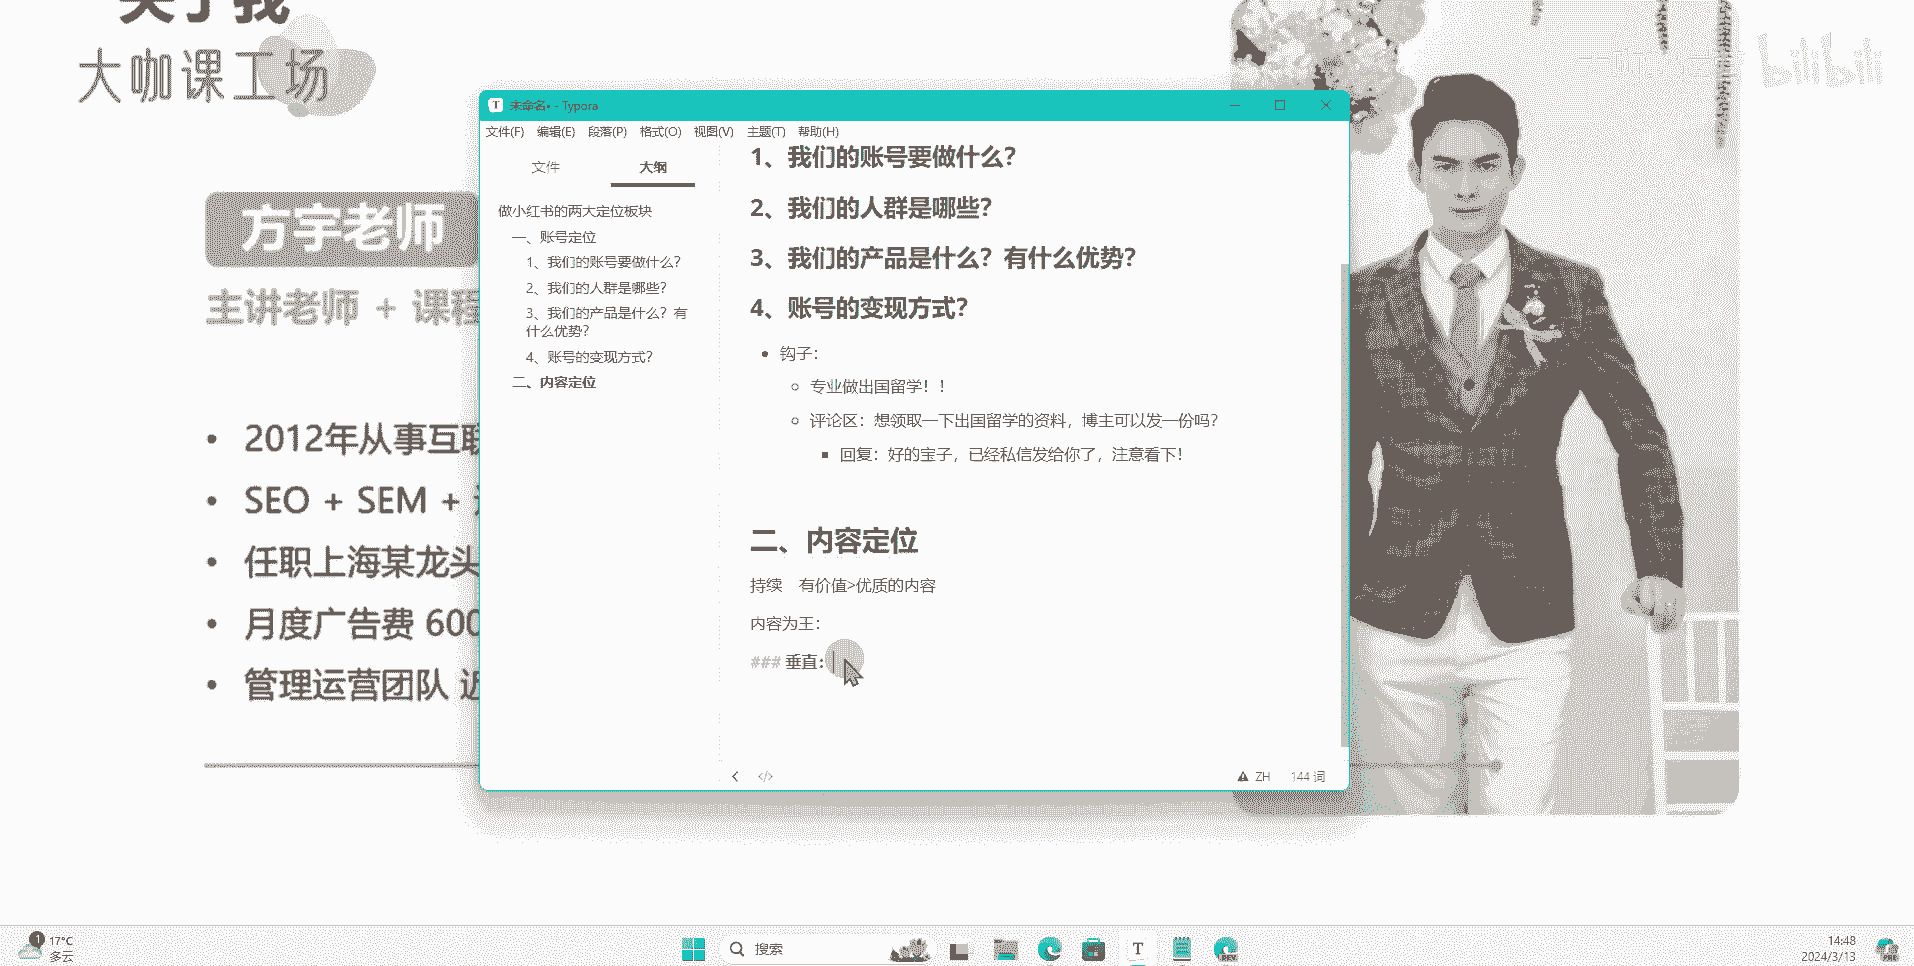 关于我
大咖课工场
bilibili
方宇老师
主讲老师 + 课程
2012年从事互联
SEO + SEM +
任职上海某龙头
月度广告费 600
管理运营团队 近
未命名• - Typora
文件(F) 编辑(E) 段落(P) 格式(O) 视图(V) 主题(T) 帮助(H)
文件 大纲
做小红书的两大定位板块
一、账号定位
1、我们的账号要做什么？
2、我们的人群是哪些？
3、我们的产品是什么？有
什么优势？
4、账号的变现方式？
二、内容定位
1、我们的账号要做什么？
2、我们的人群是哪些？
3、我们的产品是什么？有什么优势？
4、账号的变现方式？
钩子：
专业做出国留学！！
评论区：想领取一下出国留学的资料，博主可以发一份吗？
回复：好的宝子，已经私信发给你了，注意看下！
二、内容定位
持续 有价值>优质的内容
内容为王：
### 垂直：
</> ZH 144 词
1 17°C
多云
搜索
14:48
2024/3/13